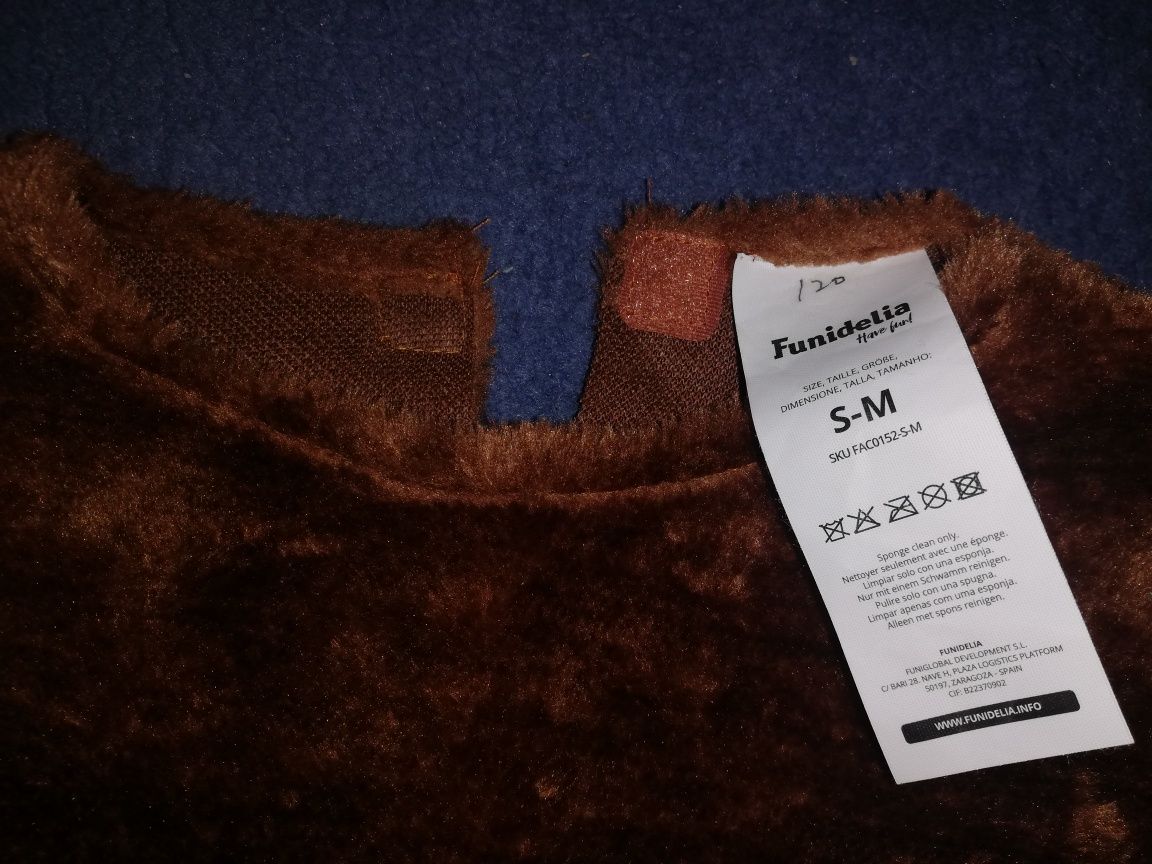 120
Funidelia
Have fun!
SIZE, TAILLE, GRÖBE,
DIMENSIONE, TALLA, TAMANHO:
S-M
SKU FAC0152-S-M
Sponge clean only.
Nettoyer seulement avec une éponge.
Limpiar solo con una esponja.
Nur mit einem Schwamm reinigen.
Pulire solo con una spugna.
Limpar apenas com uma esponja.
Alleen met spons reinigen.
FUNIDELIA
FUNIGLOBAL DEVELOPMENT S.L.
C/ BARI 28. NAVE H, PLAZA LOGISTICS PLATFORM
50197, ZARAGOZA - SPAIN
CIF: B22370902
WWW.FUNIDELIA.INFO